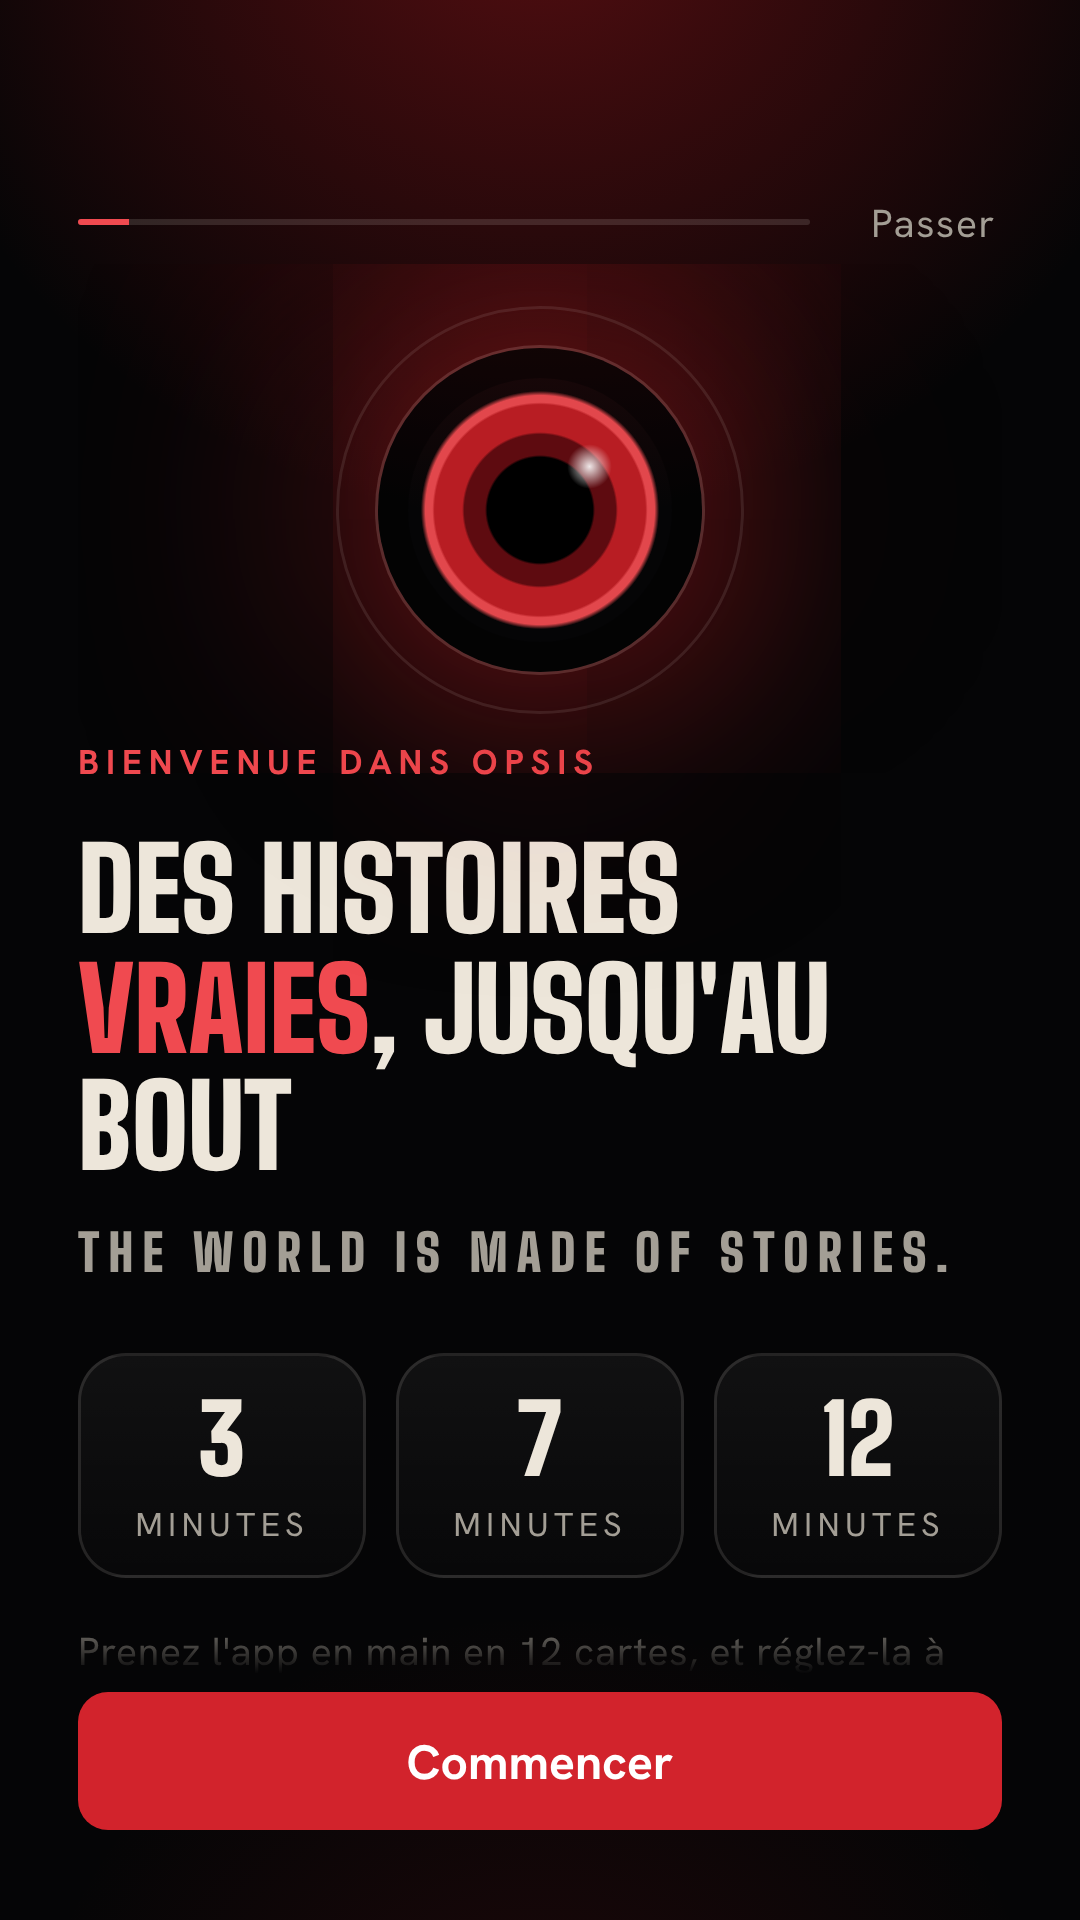 Passer
BIENVENUE DANS OPSIS
DES HISTOIRES
VRAIES, JUSQU'AU
BOUT
THE WORLD IS MADE OF STORIES.
3 7 12
MINUTES MINUTES MINUTES
Prenez l'app en main en 12 cartes, et réglez-la à
Commencer